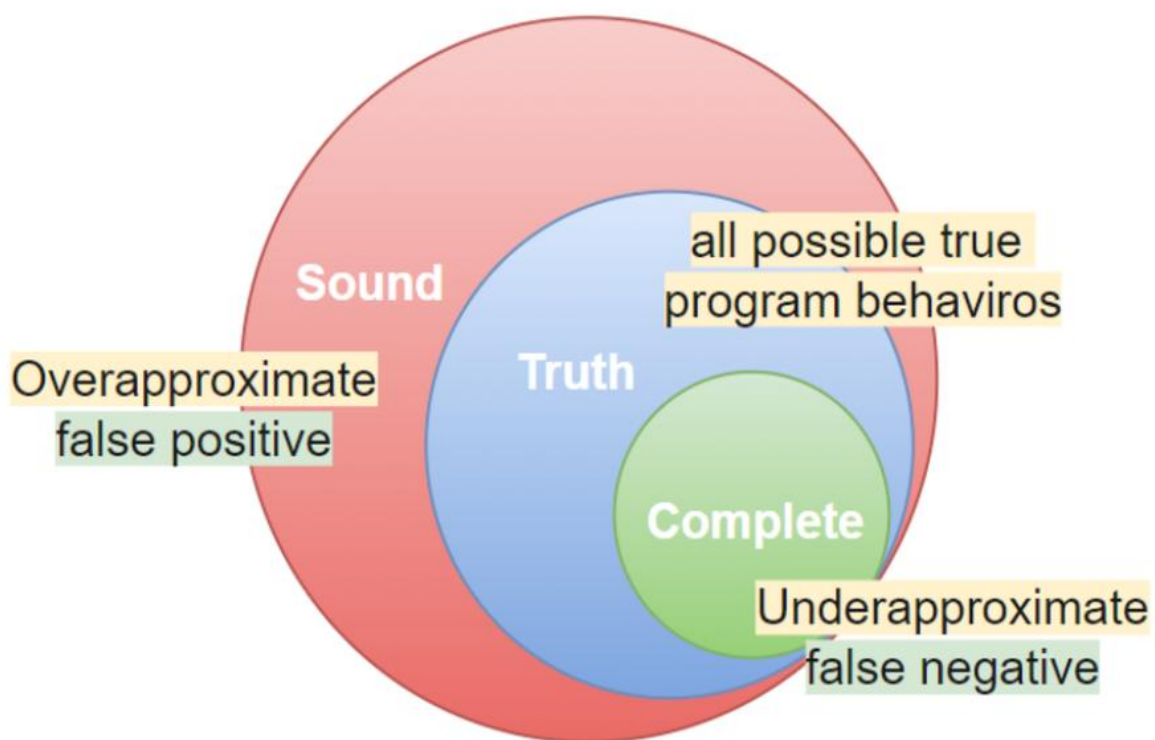 Sound
all possible true
program behaviros
Truth
Overapproximate
false positive
Complete
Underapproximate
false negative